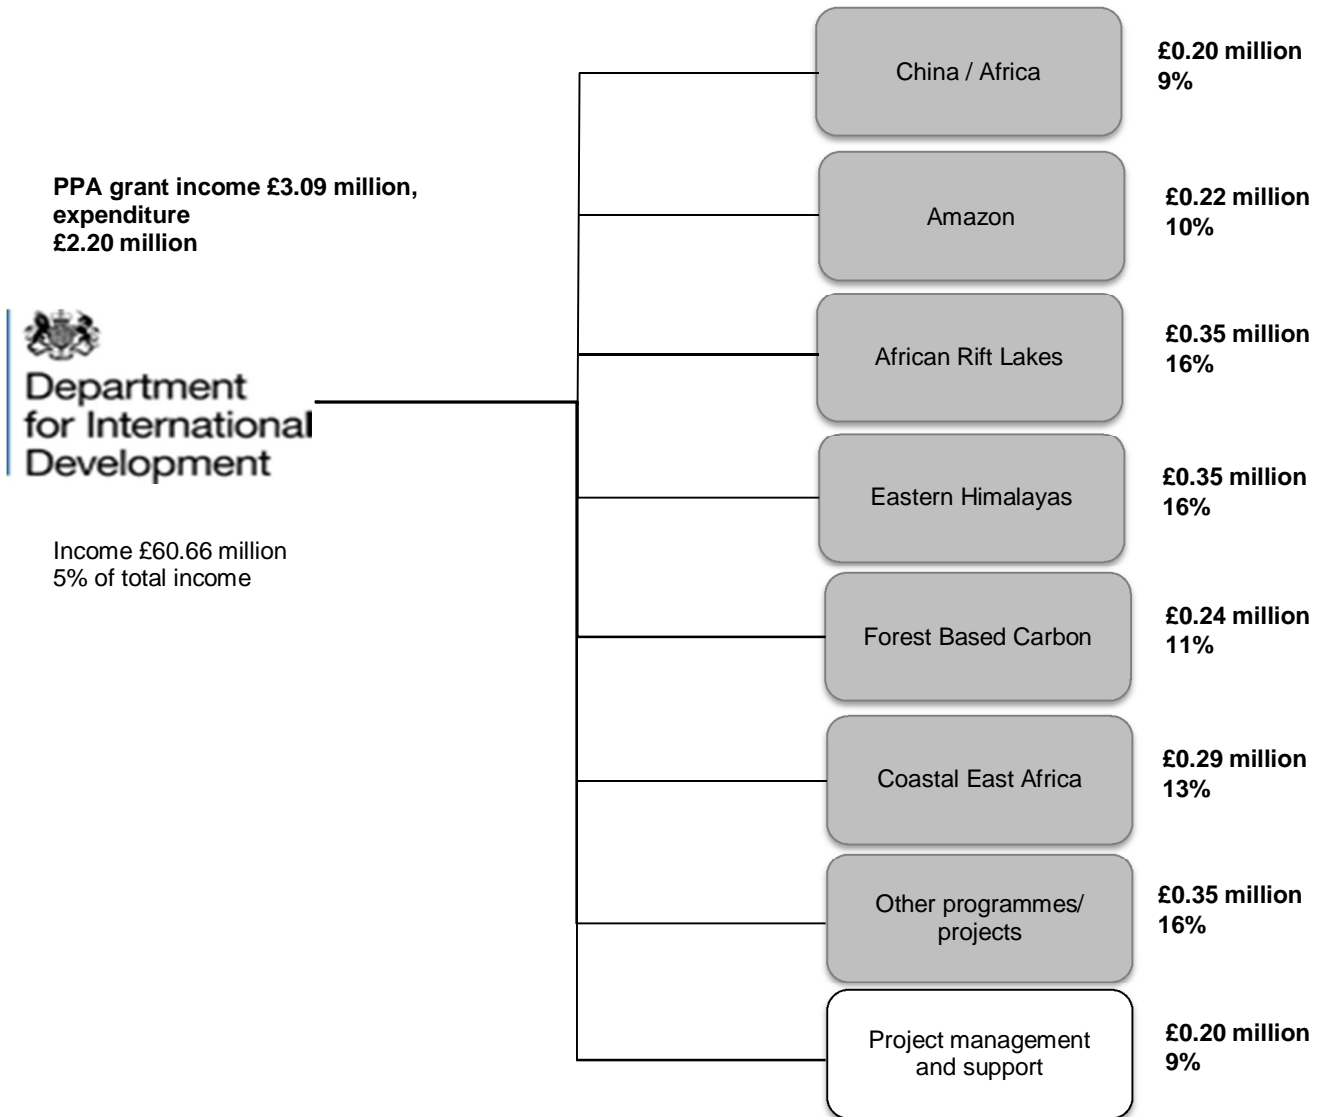 PPA grant income £3.09 million,
expenditure
£2.20 million
Department
for International
Development
Income £60.66 million
5% of total income
China / Africa
£0.20 million
9%
Amazon
£0.22 million
10%
African Rift Lakes
£0.35 million
16%
Eastern Himalayas
£0.35 million
16%
Forest Based Carbon
£0.24 million
11%
Coastal East Africa
£0.29 million
13%
Other programmes/
projects
£0.35 million
16%
Project management
and support
£0.20 million
9%